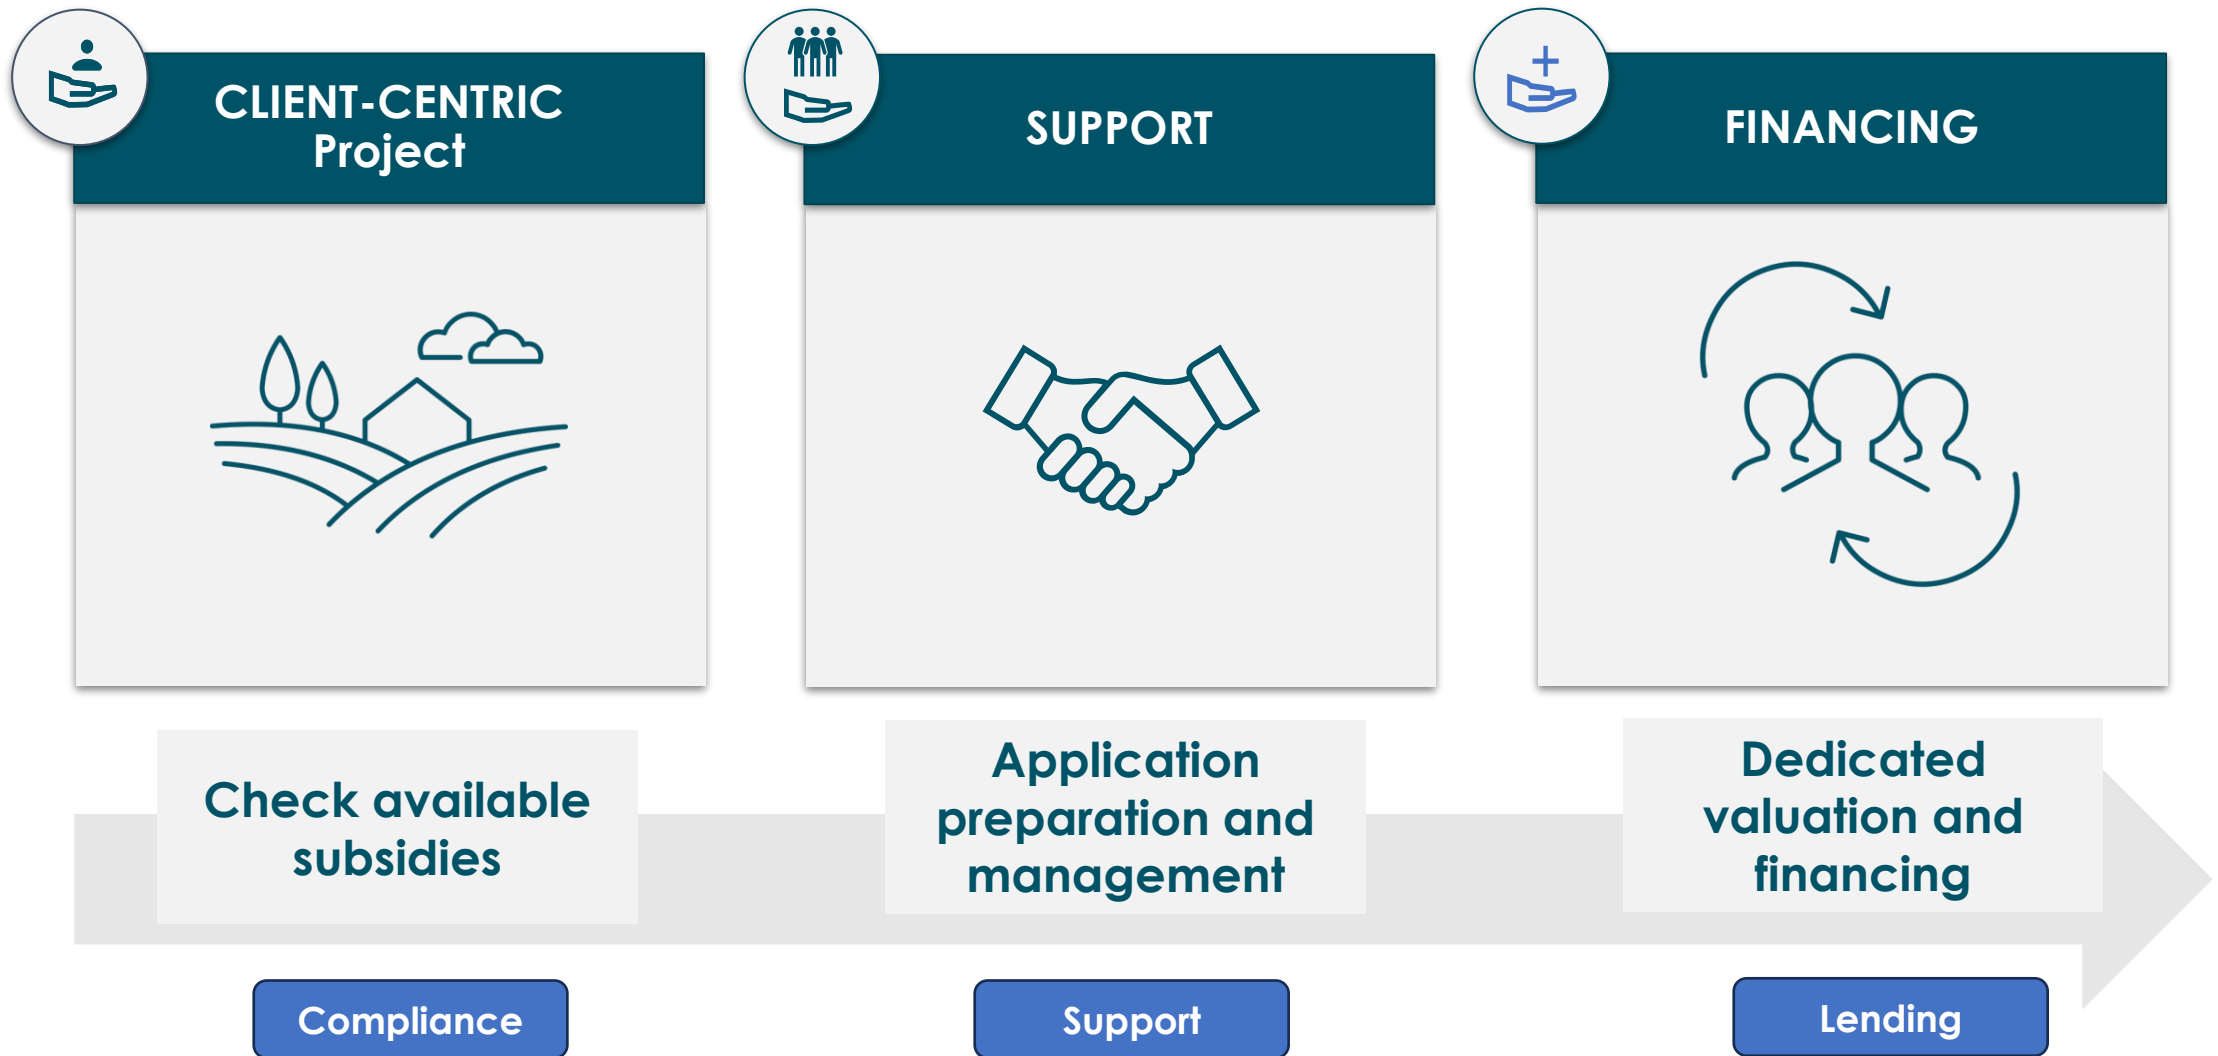 CLIENT-CENTRIC
Project
SUPPORT
FINANCING
Check available
subsidies
Application
preparation and
management
Dedicated
valuation and
financing
Compliance
Support
Lending